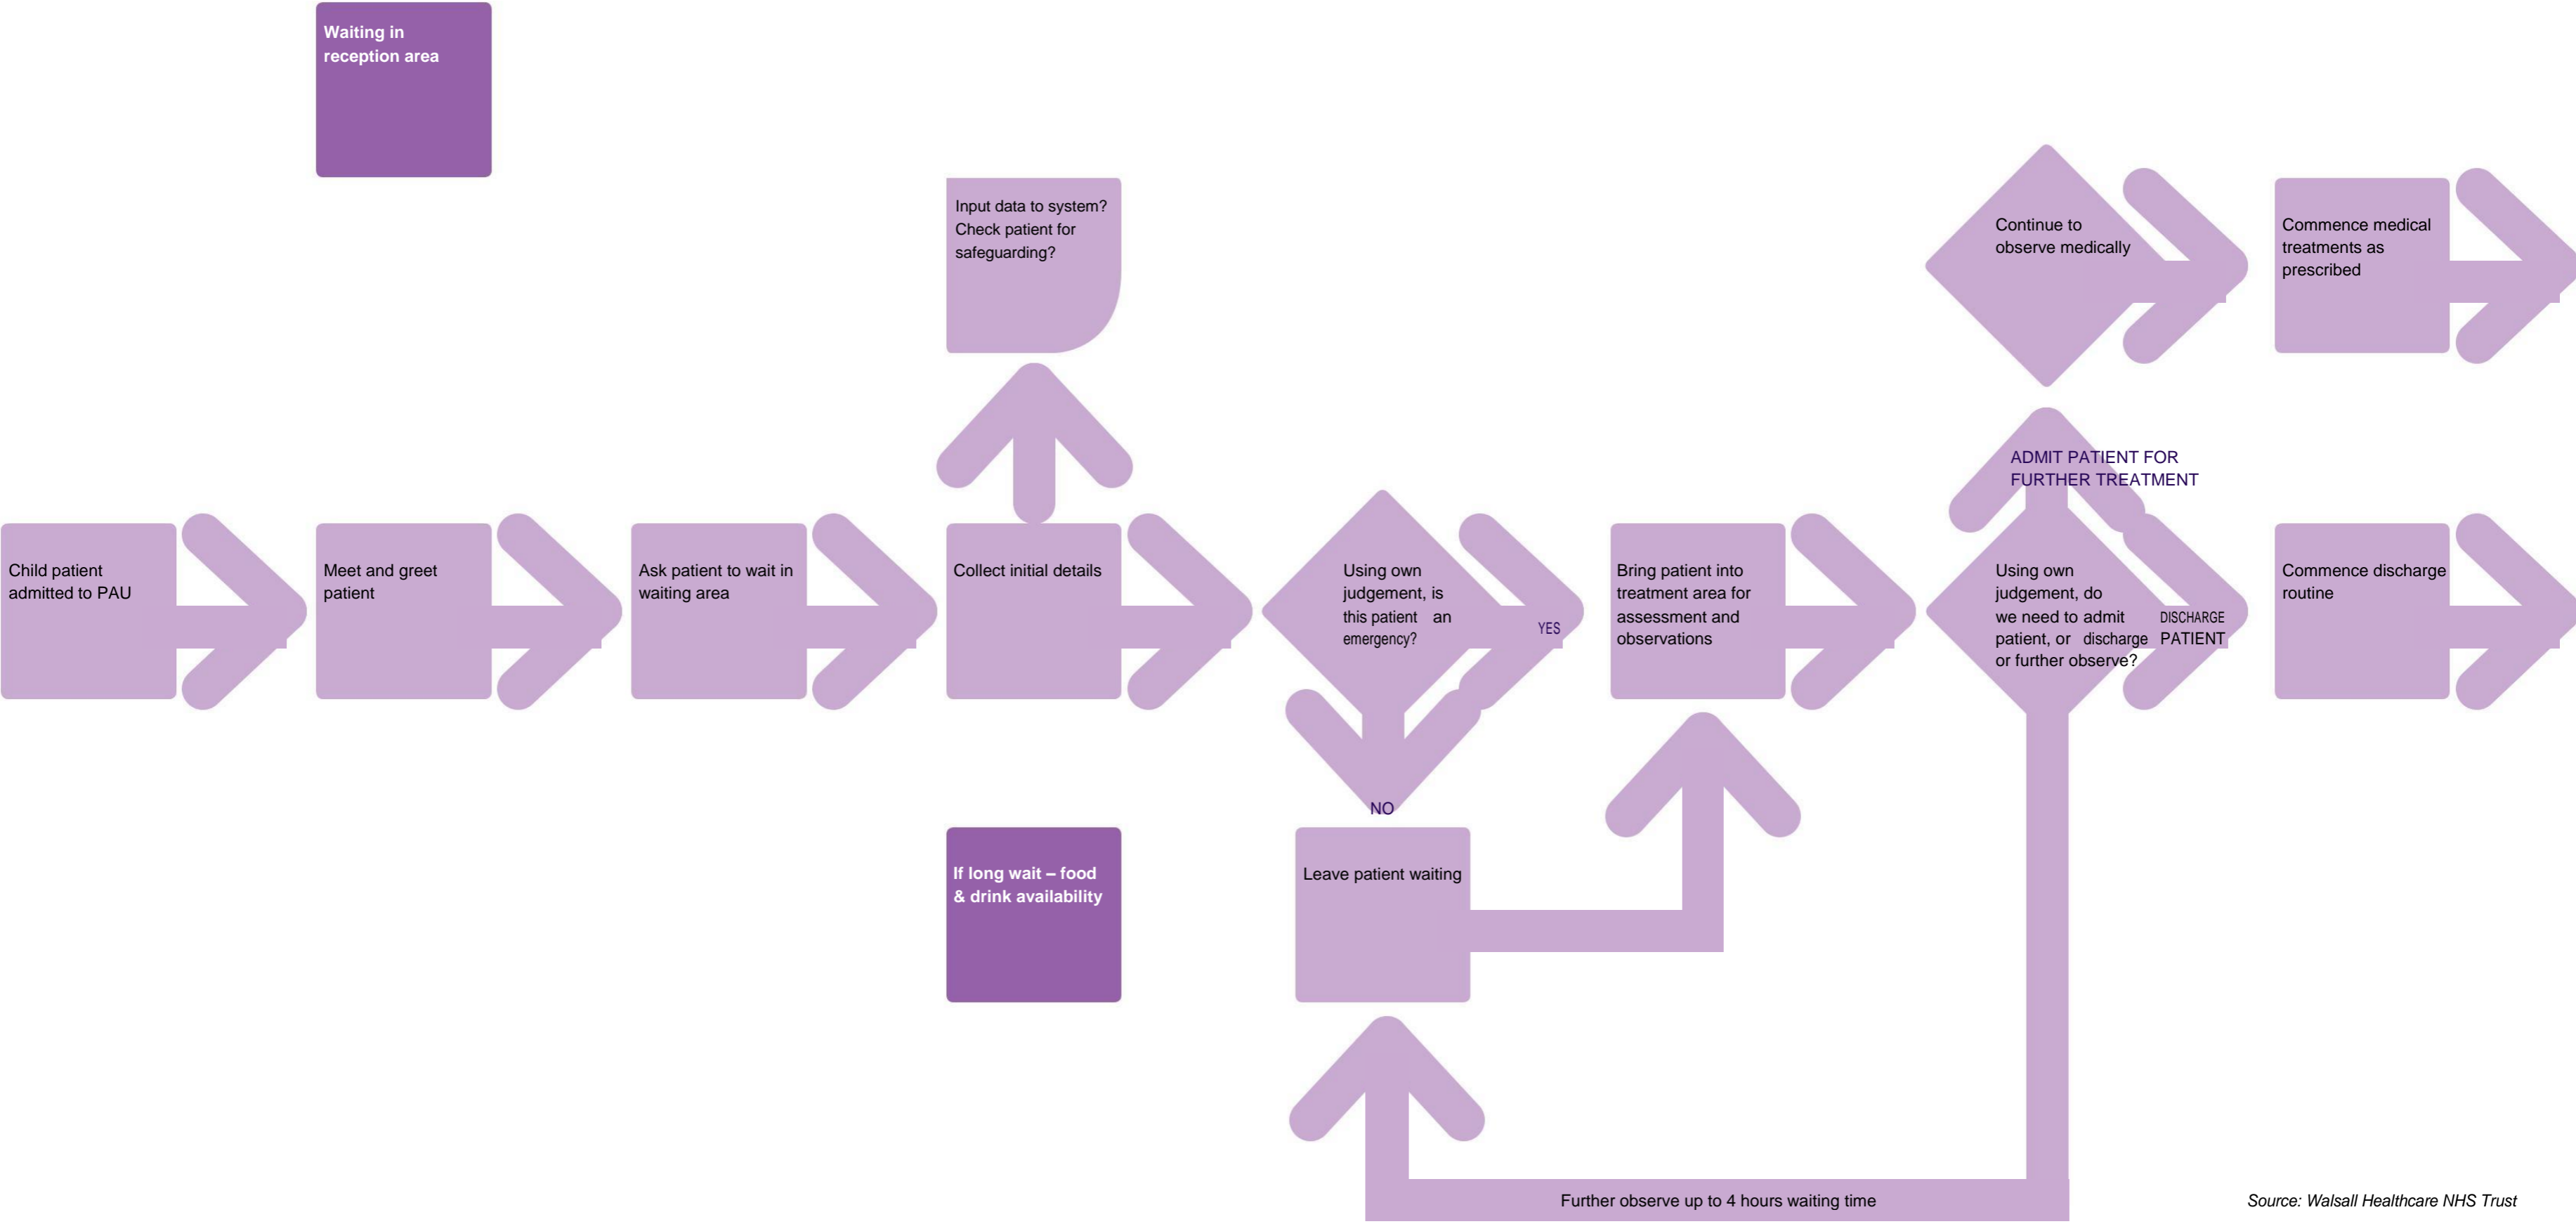 Waiting in
reception area
Input data to system?
Check patient for
safeguarding?
Continue to
observe medically
Commence medical
treatments as
prescribed
ADMIT PATIENT FOR
FURTHER TREATMENT
Child patient
admitted to PAU
Meet and greet
patient
Ask patient to wait in
waiting area
Collect initial details
Using own
judgement, is
this patient an
emergency?
YES
NO
Bring patient into
treatment area for
assessment and
observations
Using own
judgement, do
we need to admit
patient, or discharge
or further observe?
DISCHARGE
PATIENT
Commence discharge
routine
If long wait – food
& drink availability
Leave patient waiting
Further observe up to 4 hours waiting time
Source: Walsall Healthcare NHS Trust